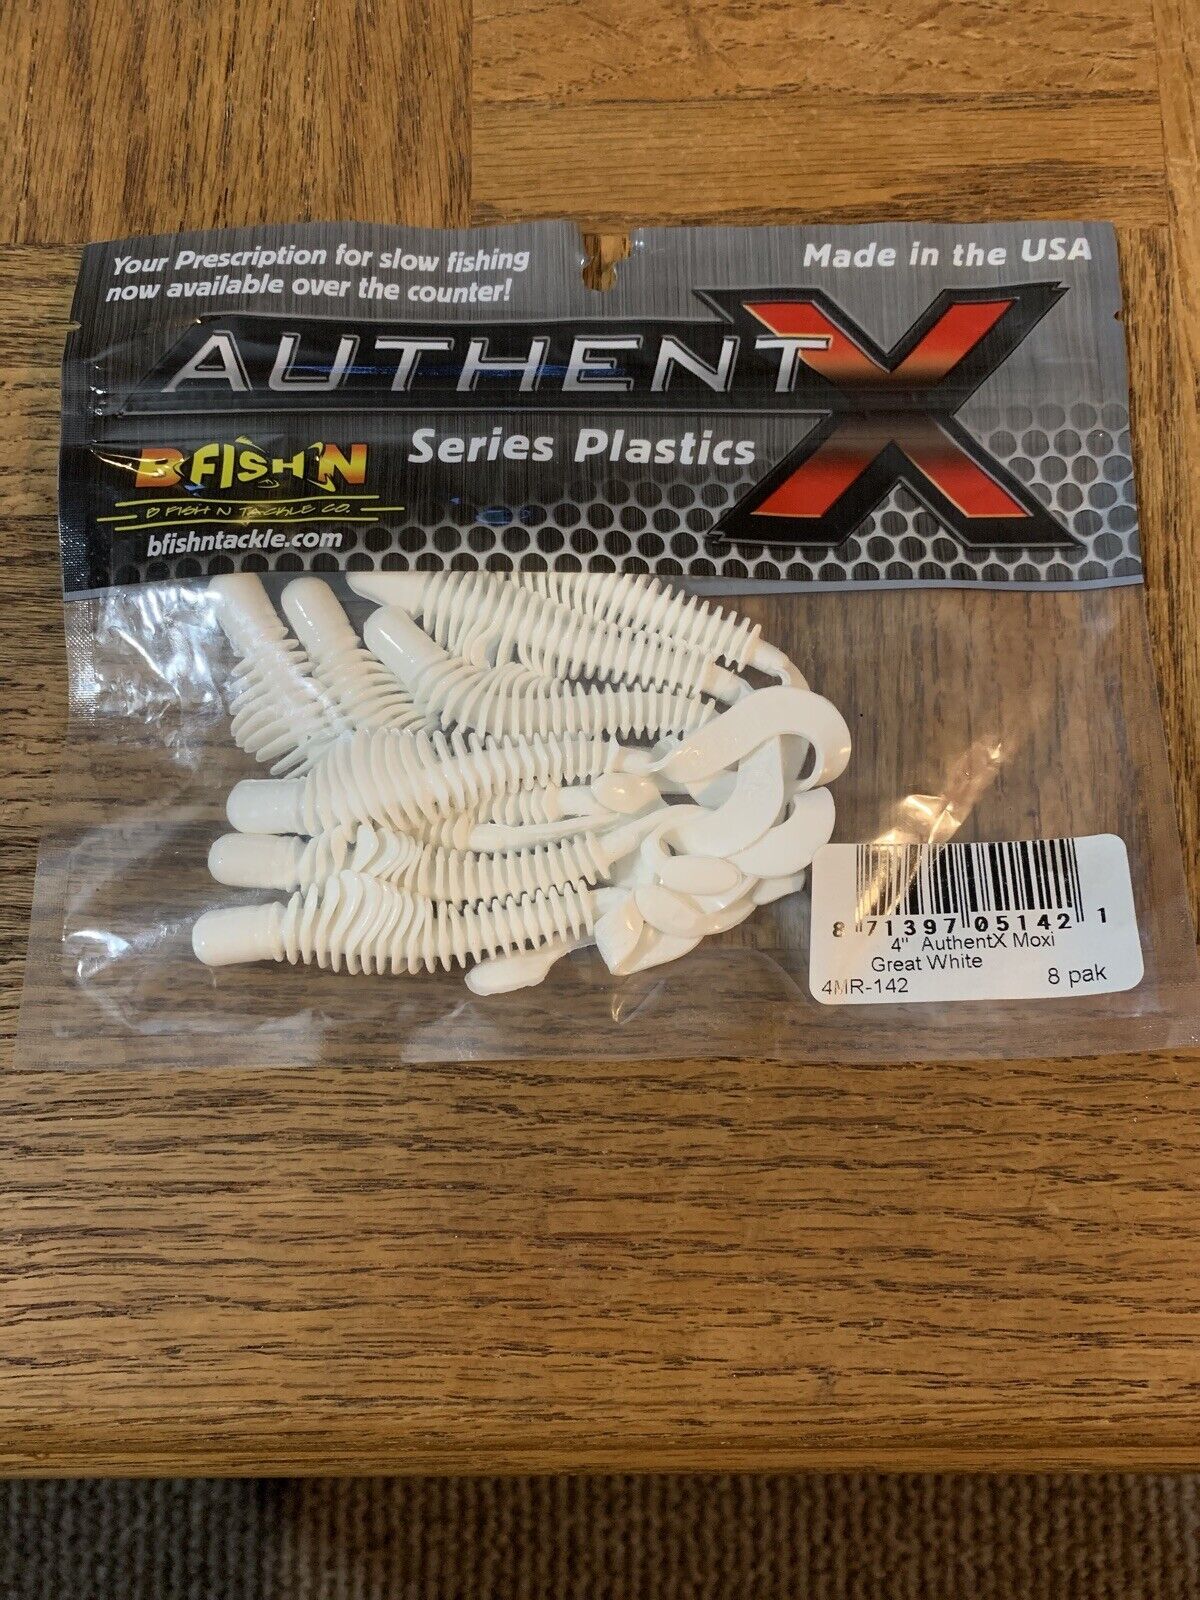 Your Prescription for slow fishing
now available over the counter!
Made in the USA
AUTHENTX
Series Plastics
B FISH N
B FISH N TACKLE CO.
bfishntackle.com
8 71397 05142 1
4" AuthentX Moxi
Great White
4MR-142 8 pak